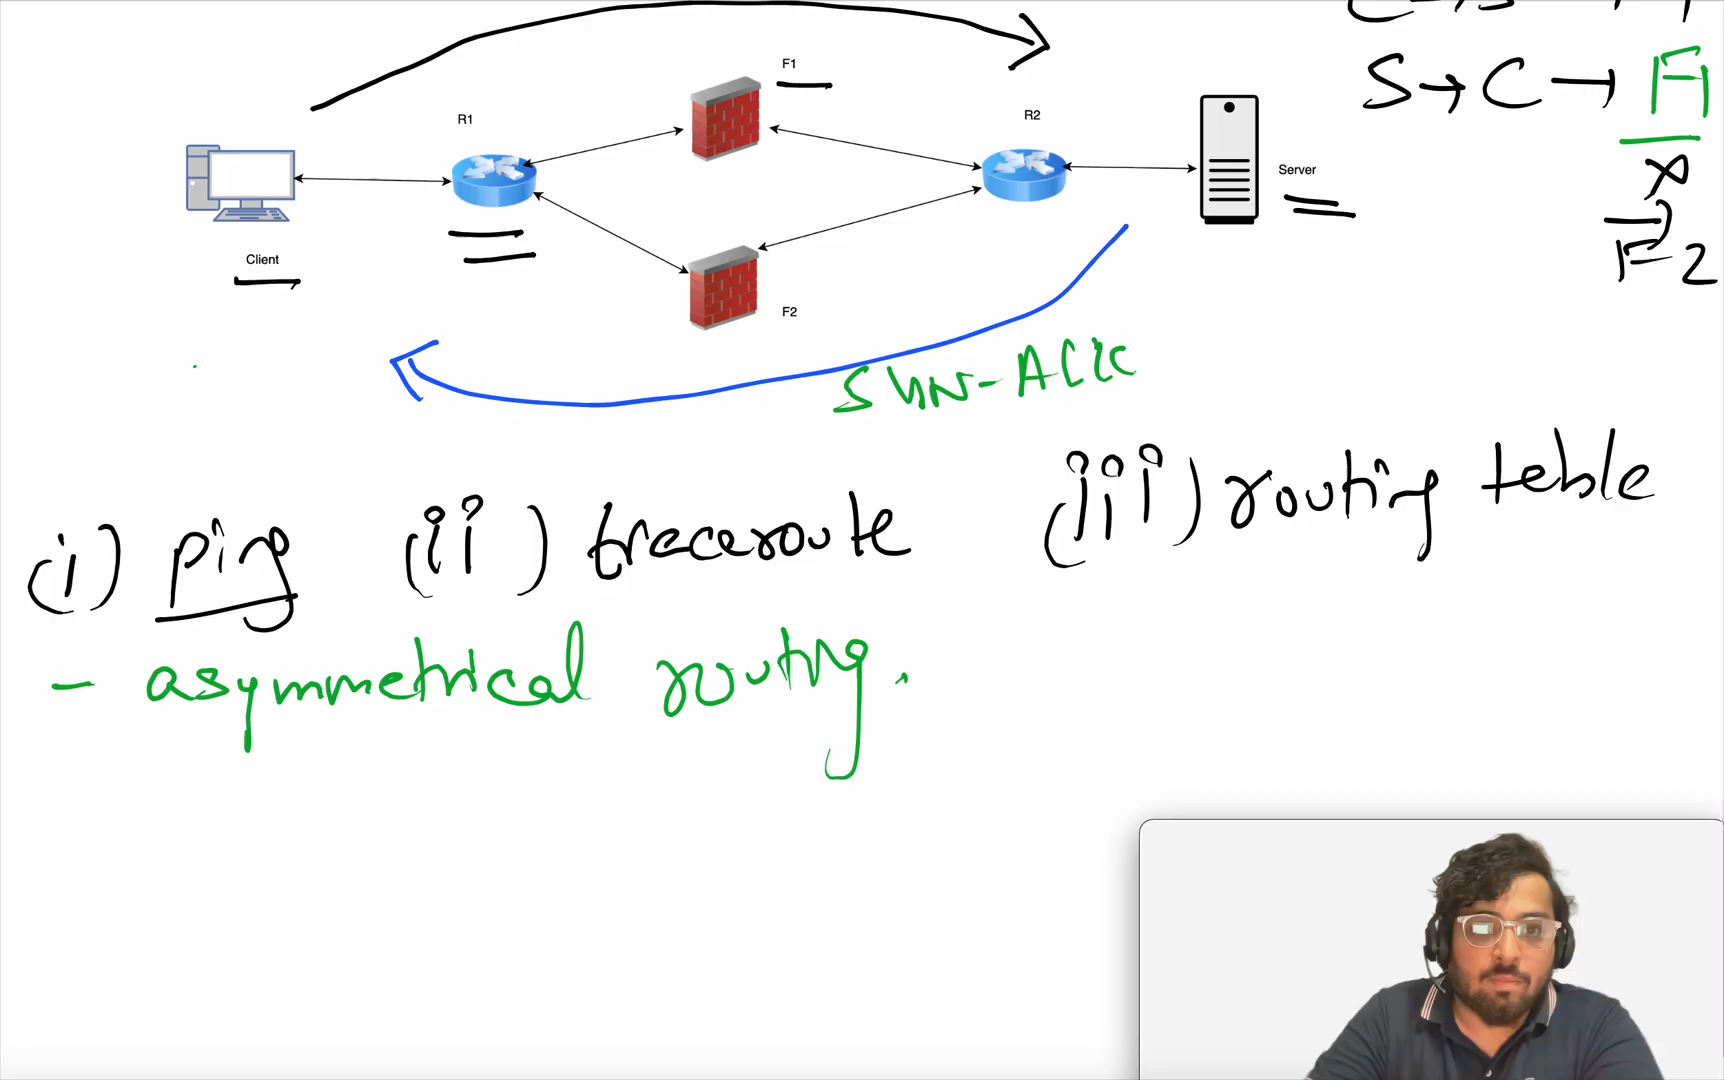 S→C→F1
F1
R1
R2
Server
F2
Client
F2
SYN-ACK
(i) ping (ii) traceroute (iii) routing table
- asymmetrical routing.